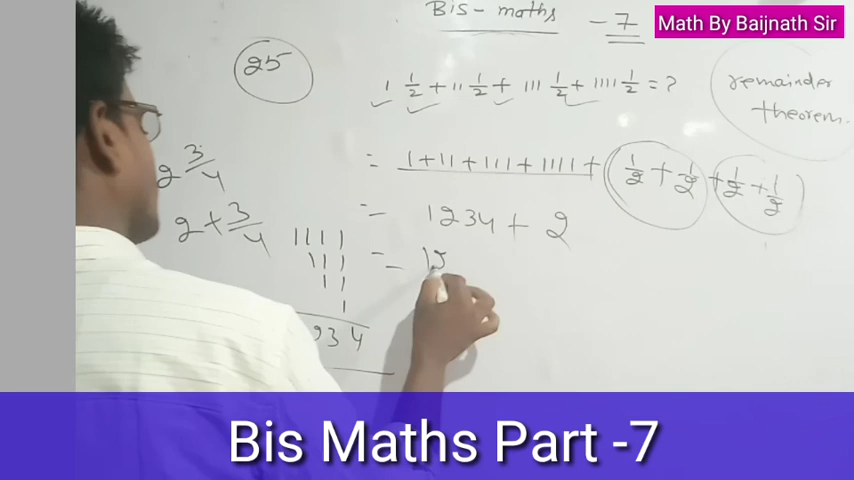 Bis - maths - 7
Math By Baijnath Sir
25
1 1/2 + 11 1/2 + 111 1/2 + 1111 1/2 = ?
remainder
theorem.
= 1 + 11 + 111 + 1111 + (1/2 + 1/2 + 1/2 + 1/2)
2 3/4
= 1234 + 2
2 + 3/4
1111
111
11
1
234
= 12
Bis Maths Part -7